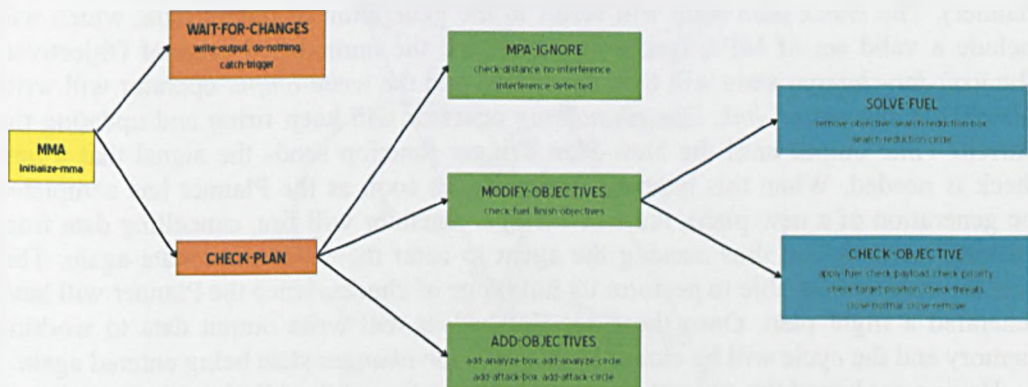 WAIT-FOR-CHANGES
write-output, do-nothing,
catch-trigger
MMA
initialize-mma
CHECK-PLAN
MPA-IGNORE
check-distance, no-interference,
interference-detected
MODIFY-OBJECTIVES
check-fuel, finish-objectives
ADD-OBJECTIVES
add-analyze-box, add-analyze-circle,
add-attack-box, add-attack-circle
SOLVE-FUEL
remove-objective, search-reduction-box,
search-reduction-circle
CHECK-OBJECTIVE
apply-fuel, check-payload, check-priority,
check-target-position, check-threats,
close-normal, close-remove